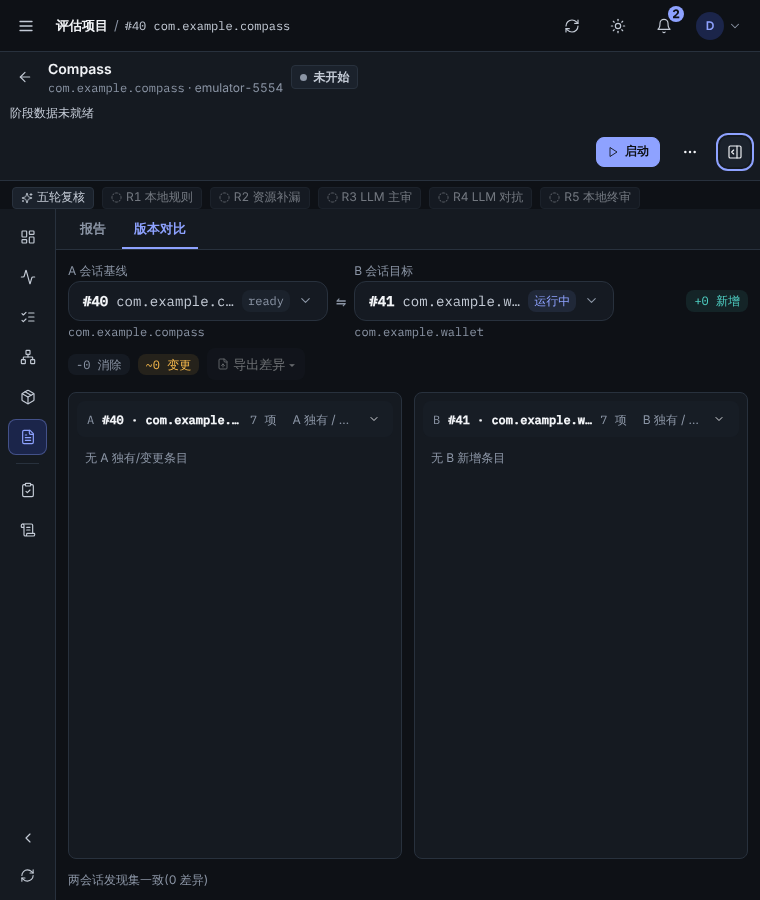 评估项目 / #40 com.example.compass
2
D
Compass
com.example.compass · emulator-5554
未开始
阶段数据未就绪
启动
五轮复核
R1 本地规则
R2 资源补漏
R3 LLM 主审
R4 LLM 对抗
R5 本地终审
报告
版本对比
A 会话基线
#40 com.example.c… ready
com.example.compass
⇋
B 会话目标
#41 com.example.w… 运行中
com.example.wallet
+0 新增
-0 消除
~0 变更
导出差异
A #40 · com.example.… 7 项 A 独有 / …
无 A 独有/变更条目
B #41 · com.example.w… 7 项 B 独有 / …
无 B 新增条目
两会话发现集一致(0 差异)